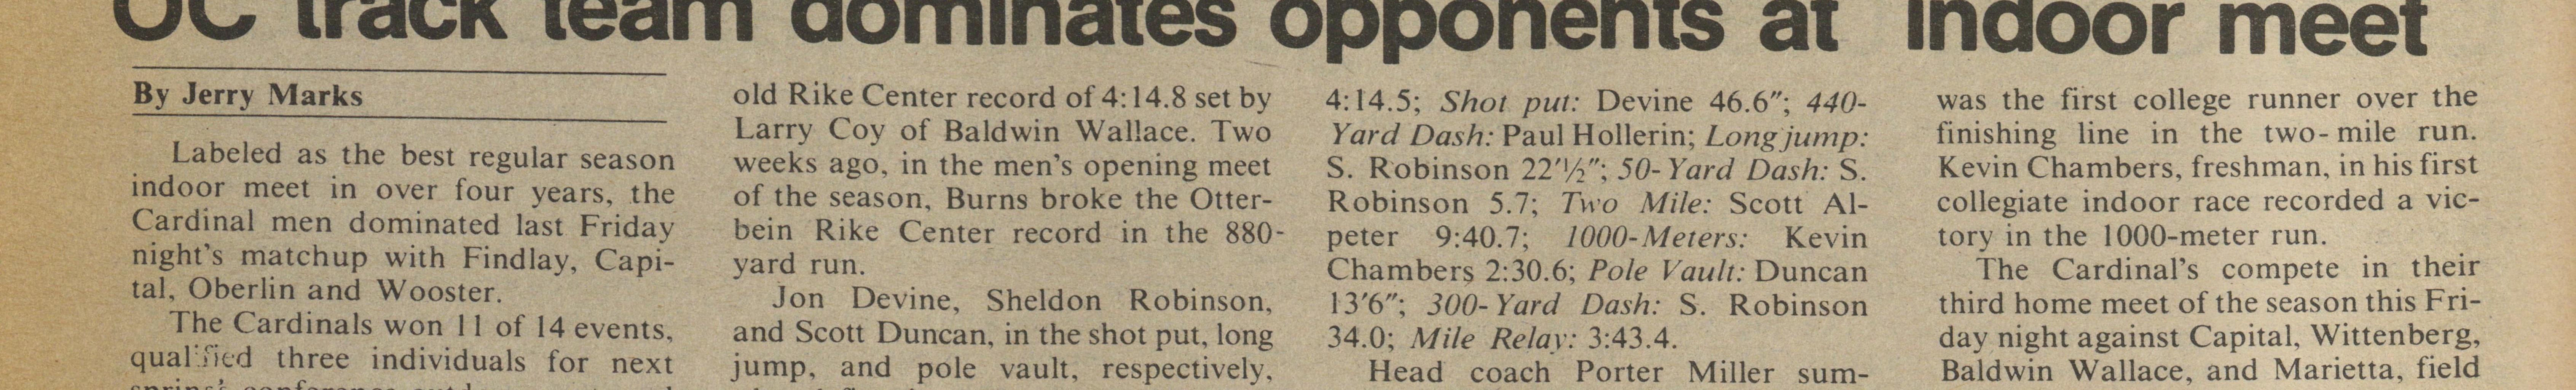 OC track team dominates opponents at Indoor meet
By Jerry Marks
Labeled as the best regular season
indoor meet in over four years, the
Cardinal men dominated last Friday
night's matchup with Findlay, Capi-
tal, Oberlin and Wooster.
The Cardinals won 11 of 14 events,
qualified three individuals for next
old Rike Center record of 4:14.8 set by
Larry Coy of Baldwin Wallace. Two
weeks ago, in the men's opening meet
of the season, Burns broke the Otter-
bein Rike Center record in the 880-
yard run.
Jon Devine, Sheldon Robinson,
and Scott Duncan, in the shot put, long
jump, and pole vault, respectively,
4:14.5; Shot put: Devine 46.6″; 440-
Yard Dash: Paul Hollerin; Long jump:
S. Robinson 22′½″; 50-Yard Dash: S.
Robinson 5.7; Two Mile: Scott Al-
peter 9:40.7; 1000-Meters: Kevin
Chambers 2:30.6; Pole Vault: Duncan
13′6″; 300-Yard Dash: S. Robinson
34.0; Mile Relay: 3:43.4.
Head coach Porter Miller sum-
was the first college runner over the
finishing line in the two-mile run.
Kevin Chambers, freshman, in his first
collegiate indoor race recorded a vic-
tory in the 1000-meter run.
The Cardinal's compete in their
third home meet of the season this Fri-
day night against Capital, Wittenberg,
Baldwin Wallace, and Marietta, field